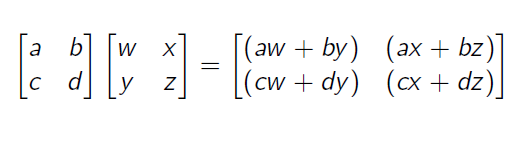 [a b] [w x] = [(aw + by) (ax + bz)]
[c d] [y z] [(cw + dy) (cx + dz)]